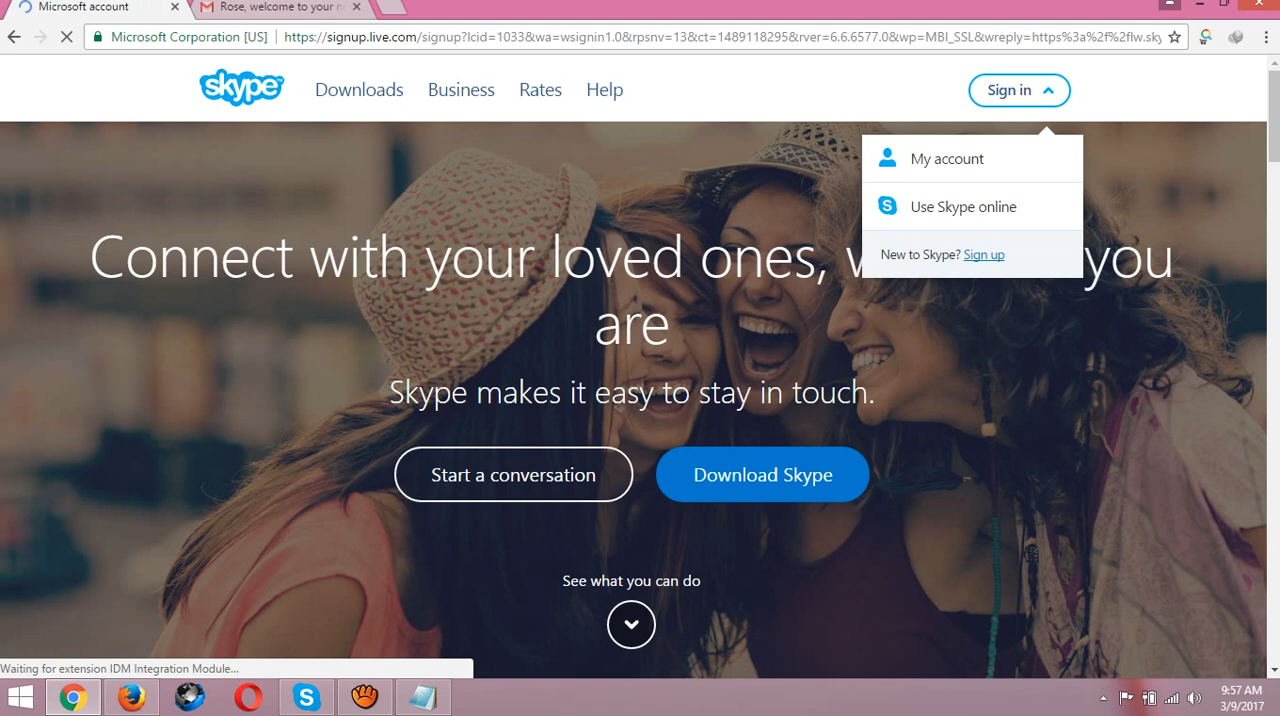 Microsoft account
Rose, welcome to your n
Microsoft Corporation [US]
https://signup.live.com/signup?lcid=1033&wa=wsignin1.0&rpsnv=13&ct=1489118295&rver=6.6.6577.0&wp=MBI_SSL&wreply=https%3a%2f%2flw.sky
skype
Downloads
Business
Rates
Help
Sign in
My account
Use Skype online
New to Skype? Sign up
Connect with your loved ones, w you
are
Skype makes it easy to stay in touch.
Start a conversation
Download Skype
See what you can do
Waiting for extension IDM Integration Module...
9:57 AM
3/9/2017